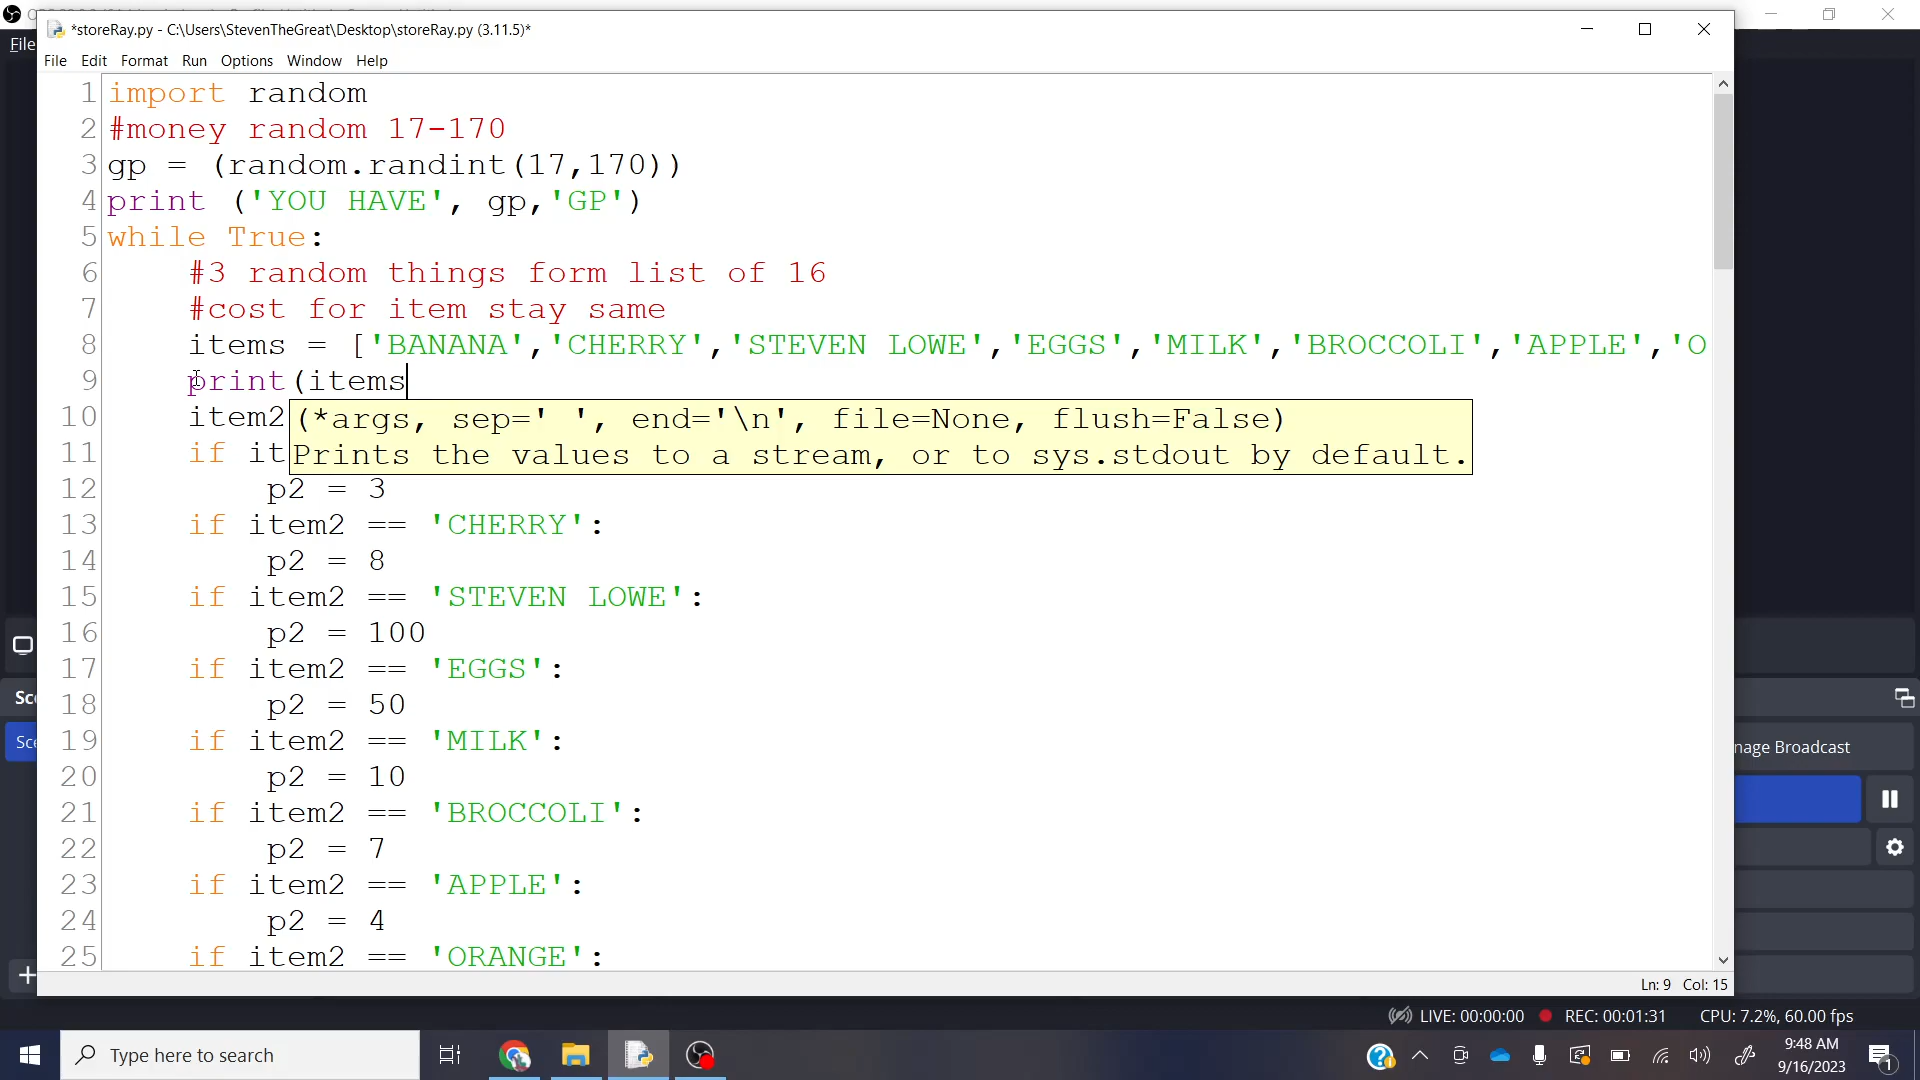 *storeRay.py - C:\Users\StevenTheGreat\Desktop\storeRay.py (3.11.5)*
File
File Edit Format Run Options Window Help
1 import random
2 #money random 17-170
3 gp = (random.randint(17,170))
4 print ('YOU HAVE', gp,'GP')
5 while True:
6 #3 random things form list of 16
7 #cost for item stay same
8 items = ['BANANA','CHERRY','STEVEN LOWE','EGGS','MILK','BROCCOLI','APPLE','O
9 print(items
10 item2
(*args, sep=' ', end='\n', file=None, flush=False)
11 if it
Prints the values to a stream, or to sys.stdout by default.
12 p2 = 3
13 if item2 == 'CHERRY':
14 p2 = 8
15 if item2 == 'STEVEN LOWE':
16 p2 = 100
17 if item2 == 'EGGS':
18 p2 = 50
19 if item2 == 'MILK':
20 p2 = 10
21 if item2 == 'BROCCOLI':
22 p2 = 7
23 if item2 == 'APPLE':
24 p2 = 4
25 if item2 == 'ORANGE':
Sce
Sce
nage Broadcast
Ln: 9 Col: 15
LIVE: 00:00:00 REC: 00:01:31 CPU: 7.2%, 60.00 fps
Type here to search
9:48 AM
9/16/2023
1